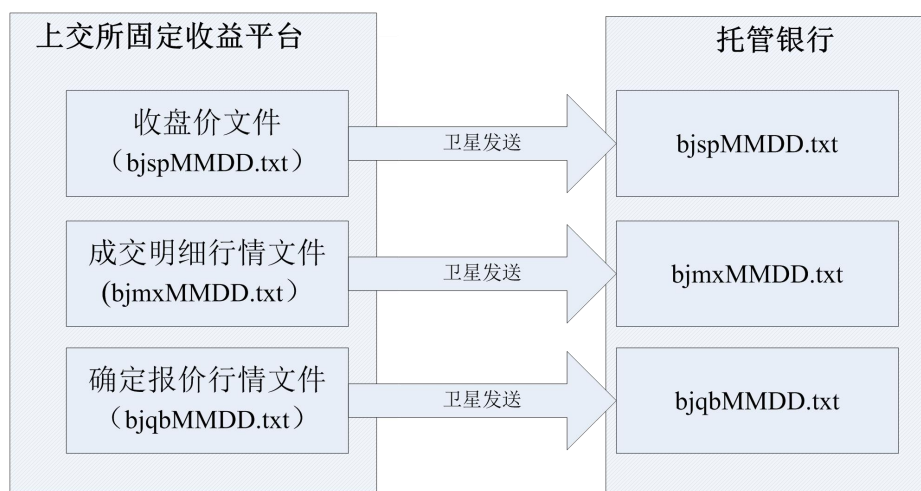 上交所固定收益平台
托管银行
收盘价文件
（bjspMMDD.txt）
卫星发送
bjspMMDD.txt
成交明细行情文件
(bjmxMMDD.txt）
卫星发送
bjmxMMDD.txt
确定报价行情文件
（bjqbMMDD.txt）
卫星发送
bjqbMMDD.txt